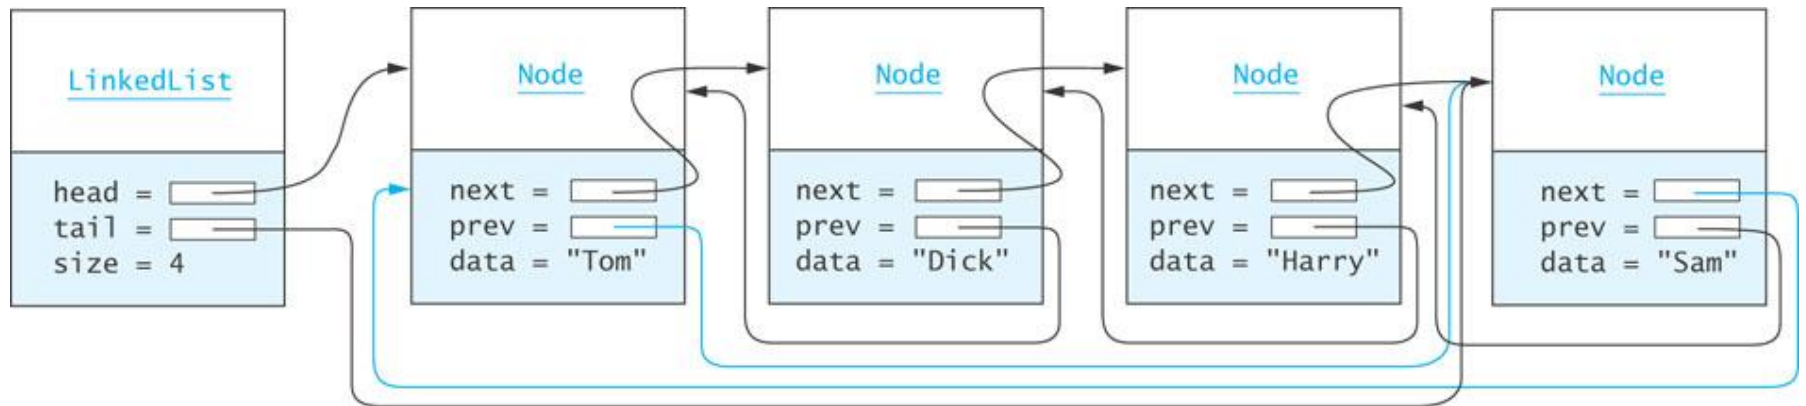 LinkedList
head =
tail =
size = 4
Node
next =
prev =
data = "Tom"
Node
next =
prev =
data = "Dick"
Node
next =
prev =
data = "Harry"
Node
next =
prev =
data = "Sam"